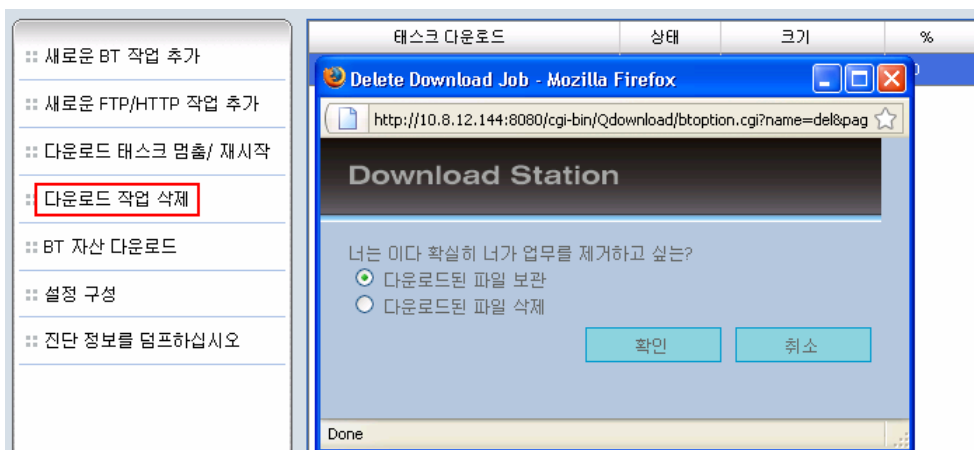 새로운 BT 작업 추가
새로운 FTP/HTTP 작업 추가
다운로드 태스크 멈춤/ 재시작
다운로드 작업 삭제
BT 자산 다운로드
설정 구성
진단 정보를 덤프하십시오
태스크 다운로드 상태 크기 %
Delete Download Job - Mozilla Firefox
http://10.8.12.144:8080/cgi-bin/Qdownload/btoption.cgi?name=del&pag
Download Station
너는 이다 확실히 너가 업무를 제거하고 싶는?
다운로드된 파일 보관
다운로드된 파일 삭제
확인 취소
Done